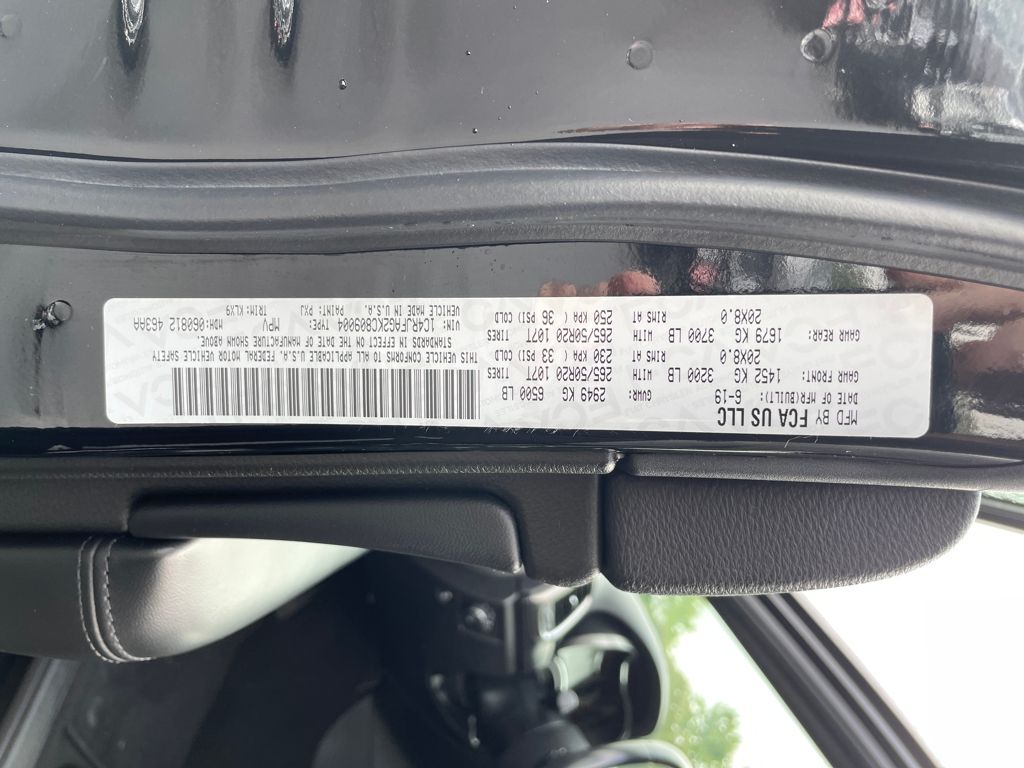 MFD BY FCA US LLC GVWR:
DATE OF MFR(BUILT): 6-19 2949 KG 6500 LB
GAWR FRONT: WITH TIRES
1452 KG 3200 LB 265/50R20 107T
20X8.0 RIMS AT 230 KPA ( 33 PSI) COLD
GAWR REAR: WITH TIRES
1679 KG 3700 LB 265/50R20 107T
20X8.0 RIMS AT 250 KPA ( 36 PSI) COLD
THIS VEHICLE CONFORMS TO ALL APPLICABLE U.S.A. FEDERAL MOTOR VEHICLE SAFETY
STANDARDS IN EFFECT ON THE DATE OF MANUFACTURE SHOWN ABOVE.
VIN: 1C4RJFAG2KC809004 TYPE: MPV MDH:060812 463AA
VEHICLE MADE IN U.S.A. PAINT: PXJ TRIM: KLX9